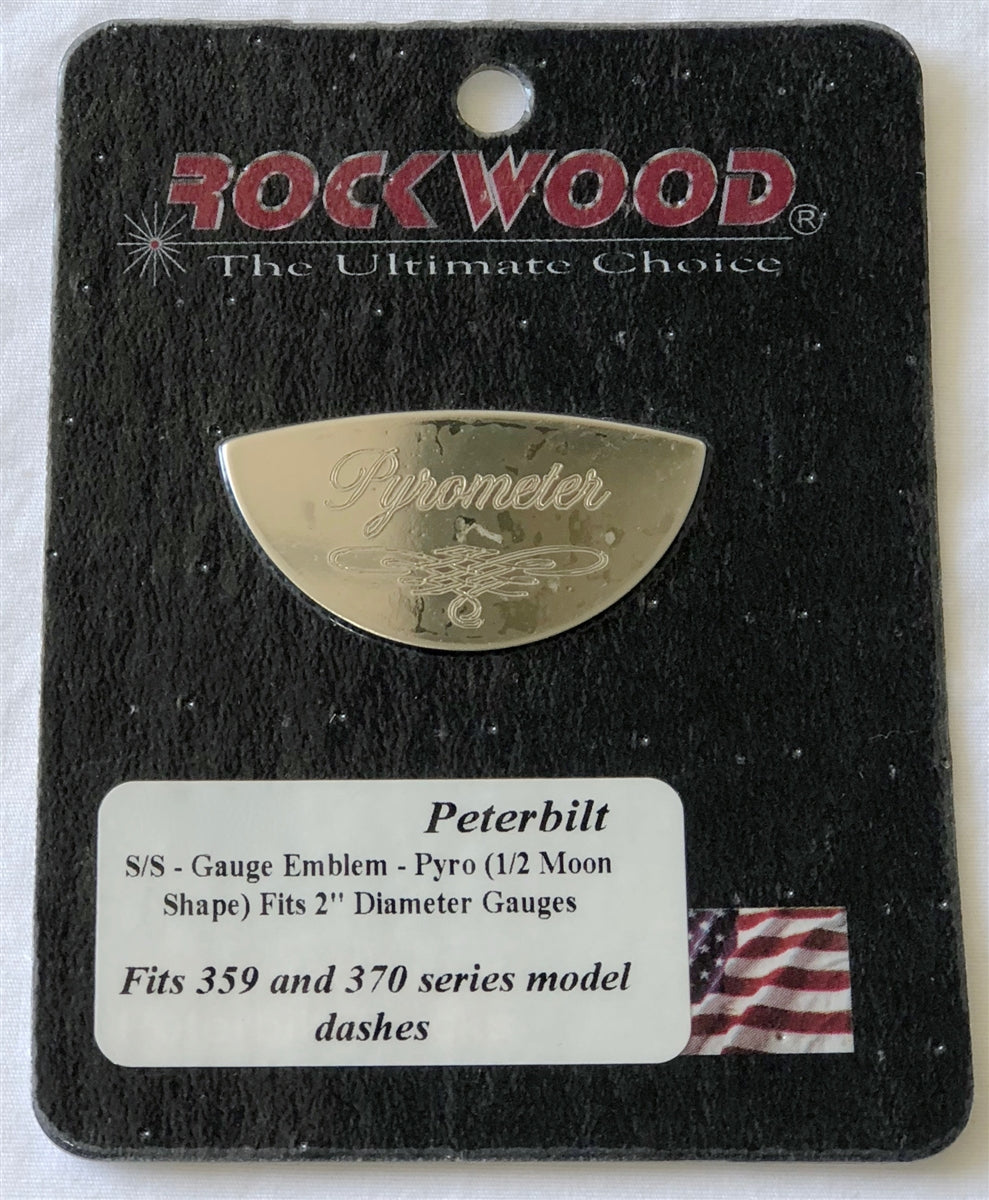 ROCKWOOD®
The Ultimate Choice
Pyrometer
Peterbilt
S/S - Gauge Emblem - Pyro (1/2 Moon
Shape) Fits 2" Diameter Gauges
Fits 359 and 370 series model
dashes